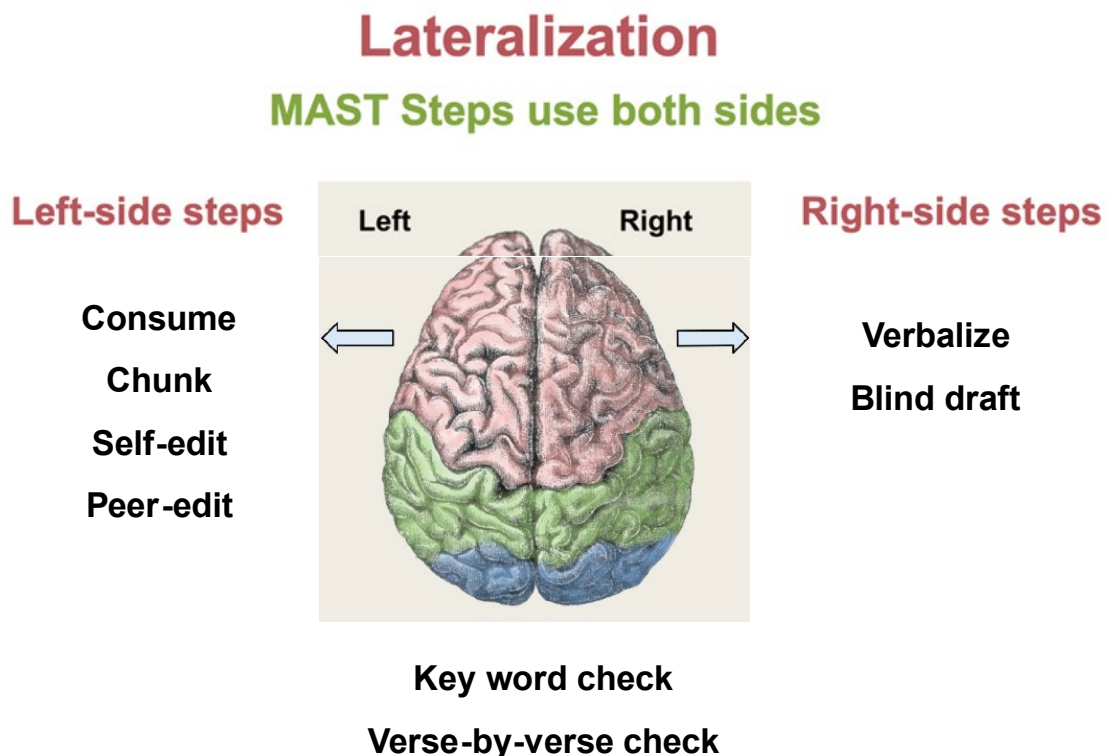 Lateralization
MAST Steps use both sides
Left-side steps
Left
Right
Right-side steps
Consume
Chunk
Self-edit
Peer-edit
Verbalize
Blind draft
Key word check
Verse-by-verse check